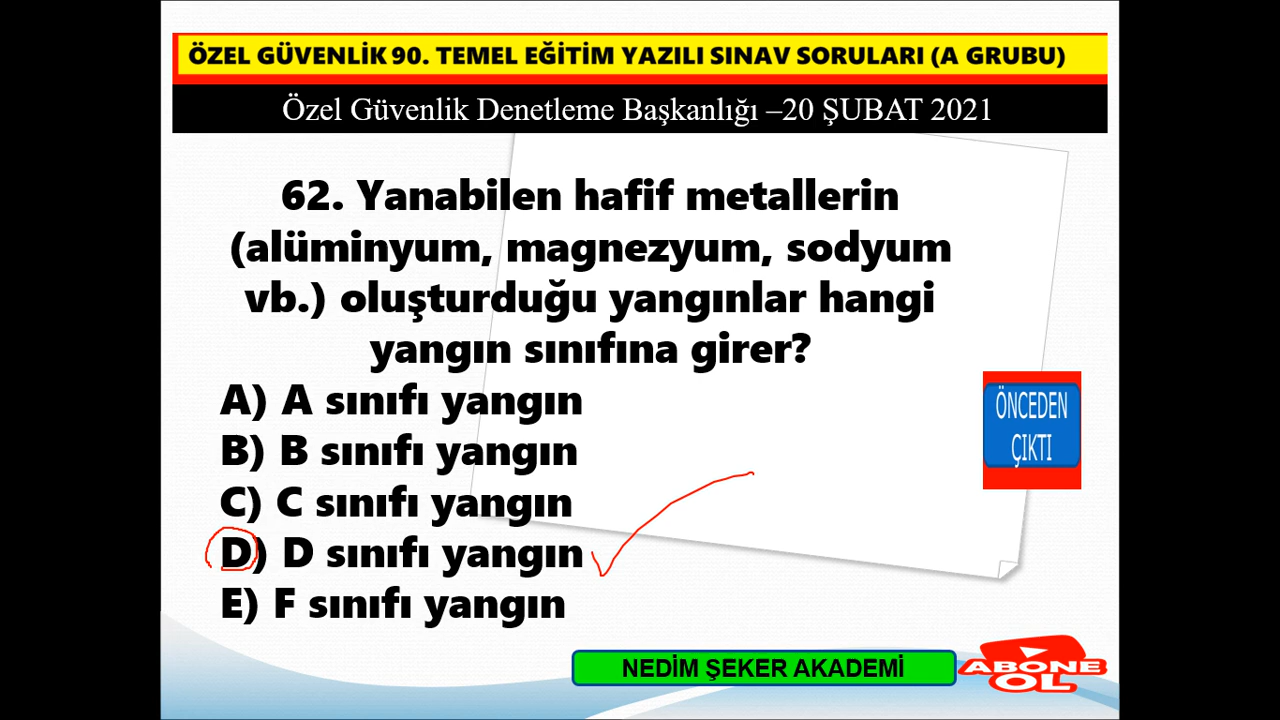 ÖZEL GÜVENLİK 90. TEMEL EĞİTİM YAZILI SINAV SORULARI (A GRUBU)
Özel Güvenlik Denetleme Başkanlığı –20 ŞUBAT 2021
62. Yanabilen hafif metallerin
(alüminyum, magnezyum, sodyum
vb.) oluşturduğu yangınlar hangi
yangın sınıfına girer?
A) A sınıfı yangın
B) B sınıfı yangın
C) C sınıfı yangın
D) D sınıfı yangın
E) F sınıfı yangın
ÖNCEDEN
ÇIKTI
NEDİM ŞEKER AKADEMİ
ABONE
OL